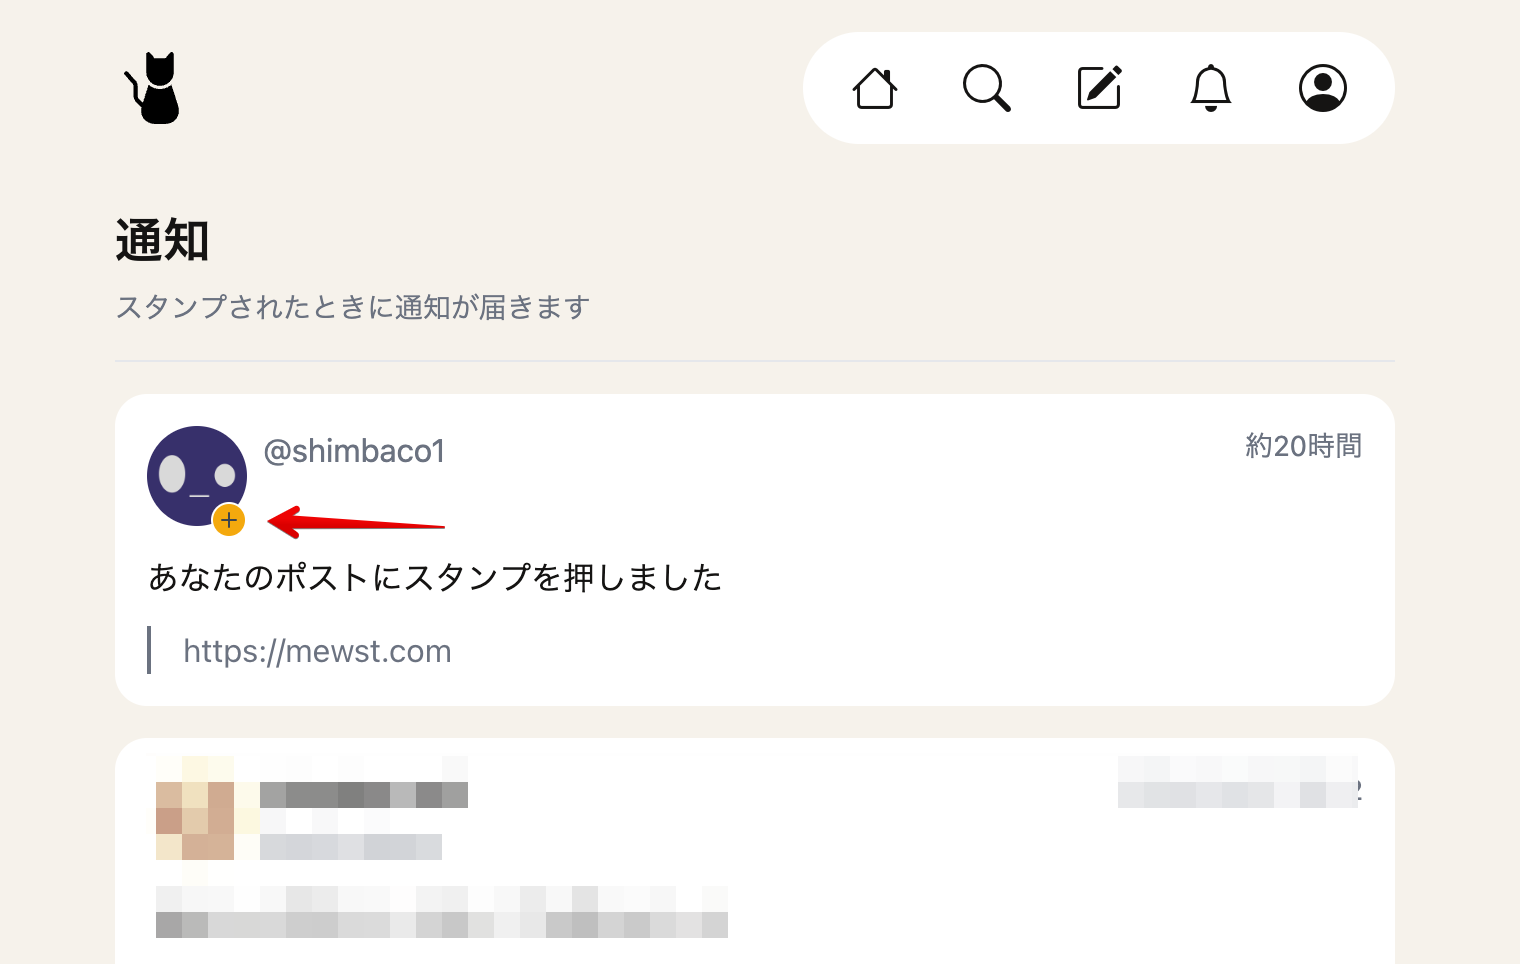 通知
スタンプされたときに通知が届きます
@shimbaco1
約20時間
あなたのポストにスタンプを押しました
https://mewst.com